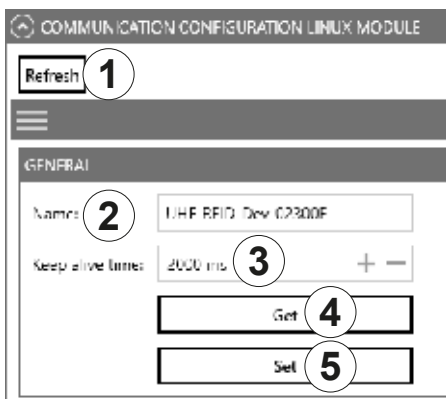 COMMUNICATION CONFIGURATION LINUX MODULE
Refresh 1
GENERAL
Name: 2 UHF RFID Dev 02300F
Keep alive time: 2000 ms 3 + −
Get 4
Set 5